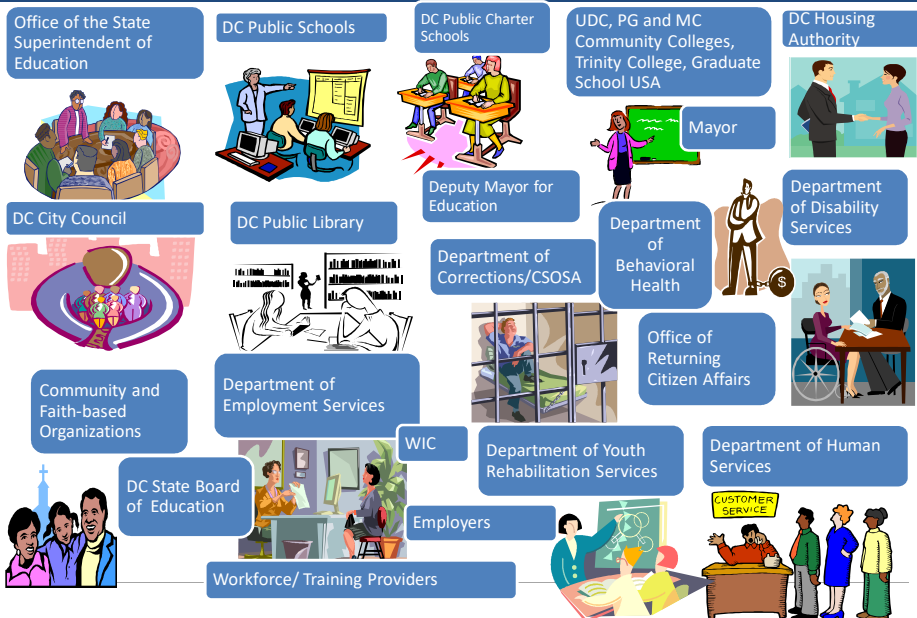 Office of the State
Superintendent of
Education
DC Public Schools
DC Public Charter
Schools
UDC, PG and MC
Community Colleges,
Trinity College, Graduate
School USA
DC Housing
Authority
Mayor
Deputy Mayor for
Education
Department
of Disability
Services
DC City Council
DC Public Library
Department
of
Behavioral
Health
Department of
Corrections/CSOSA
$
Office of
Returning
Citizen Affairs
Community and
Faith-based
Organizations
Department of
Employment Services
WIC
Department of Youth
Rehabilitation Services
Department of Human
Services
DC State Board
of Education
CUSTOMER
SERVICE
Employers
Workforce/ Training Providers